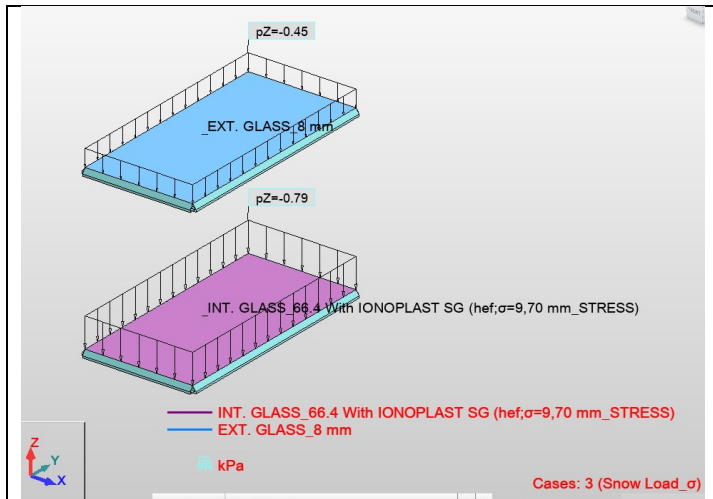 pZ=-0.45
_EXT. GLASS_8 mm
pZ=-0.79
_INT. GLASS_66.4 With IONOPLAST SG (hef;σ=9,70 mm_STRESS)
INT. GLASS_66.4 With IONOPLAST SG (hef;σ=9,70 mm_STRESS)
EXT. GLASS_8 mm
kPa
Z
Y
X
Cases: 3 (Snow Load_σ)